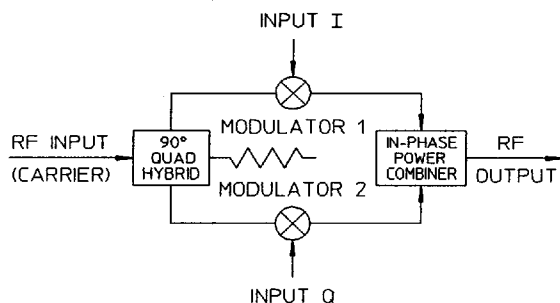 INPUT I
MODULATOR 1
RF INPUT
(CARRIER)
90°
QUAD
HYBRID
IN-PHASE
POWER
COMBINER
RF
OUTPUT
MODULATOR 2
INPUT Q